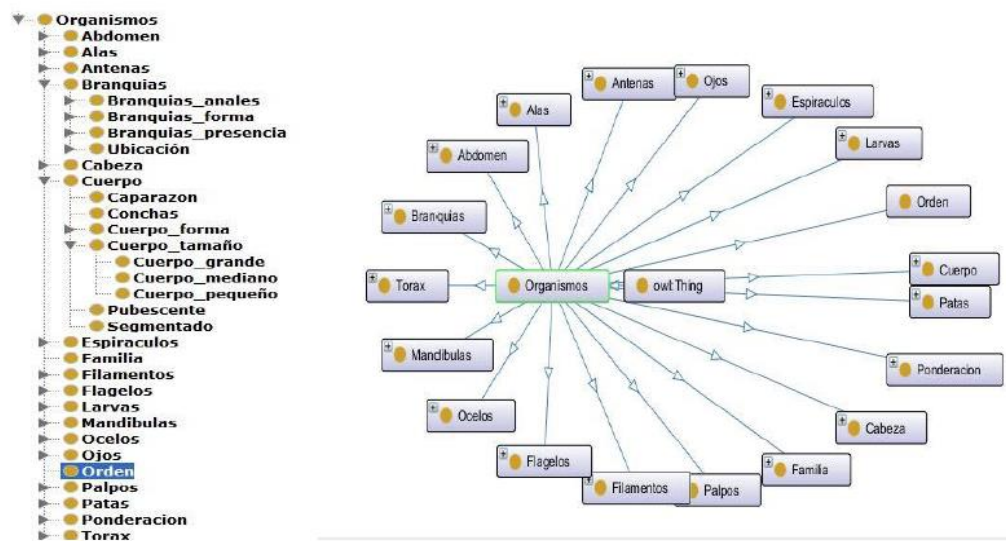 Organismos
Abdomen
Alas
Antenas
Branquias
Branquias_anales
Branquias_forma
Branquias_presencia
Ubicación
Cabeza
Cuerpo
Caparazon
Conchas
Cuerpo_forma
Cuerpo_tamaño
Cuerpo_grande
Cuerpo_mediano
Cuerpo_pequeño
Pubescente
Segmentado
Espiraculos
Familia
Filamentos
Flagelos
Larvas
Mandibulas
Ocelos
Ojos
Orden
Palpos
Patas
Ponderacion
Torax
Antenas
Ojos
Espiraculos
Alas
Larvas
Abdomen
Orden
Branquias
Cuerpo
Torax
Organismos
owl:Thing
Patas
Mandibulas
Ponderacion
Ocelos
Cabeza
Flagelos
Familia
Filamentos
Palpos